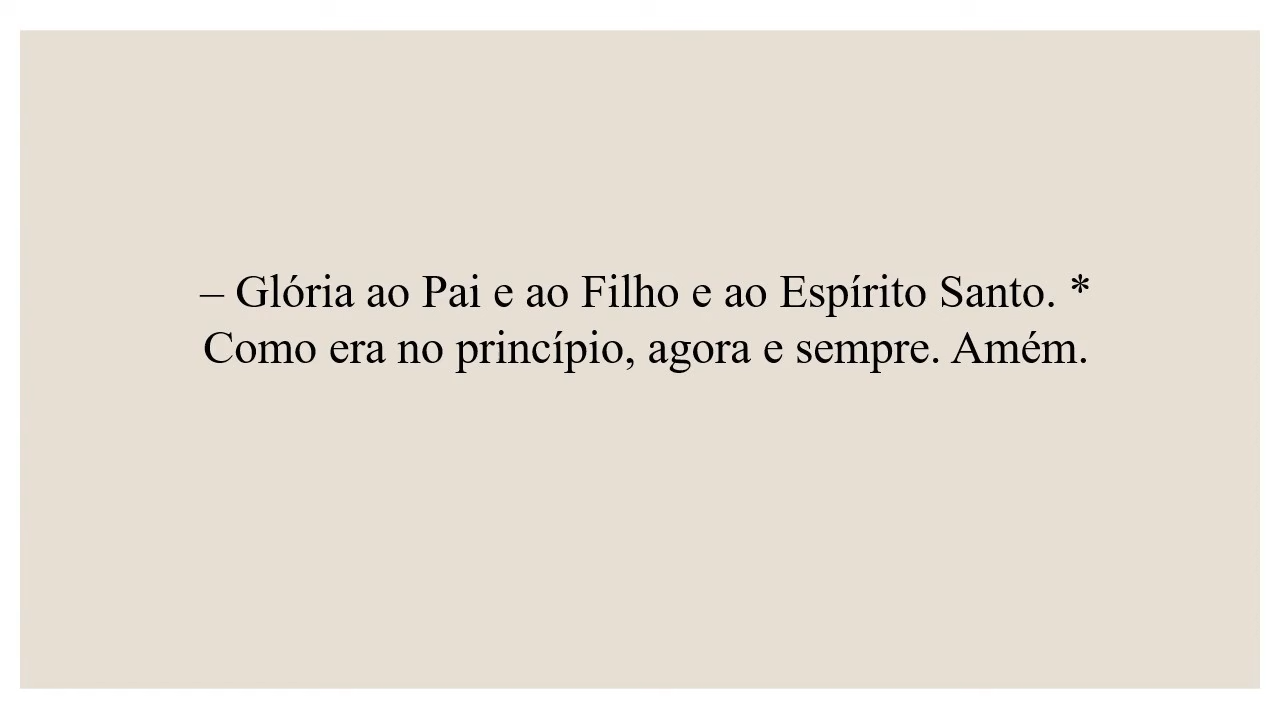 – Glória ao Pai e ao Filho e ao Espírito Santo. *
Como era no princípio, agora e sempre. Amém.